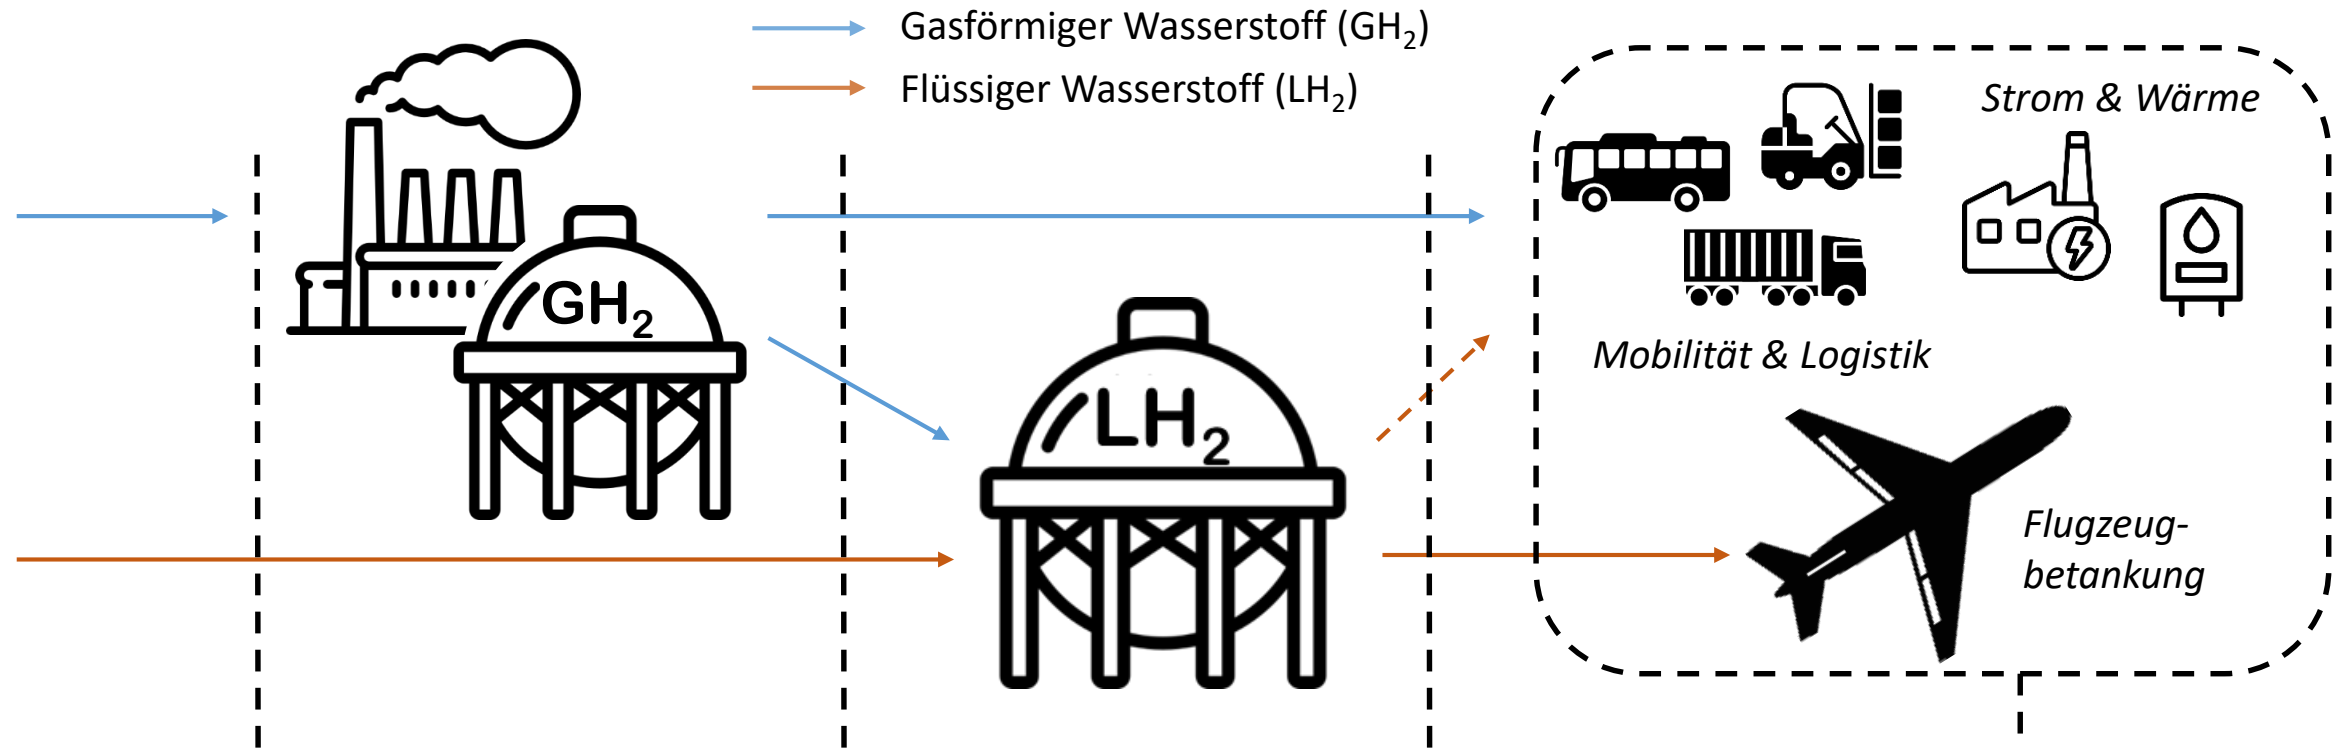 Gasförmiger Wasserstoff (GH₂)
Flüssiger Wasserstoff (LH₂)
Strom & Wärme
GH₂
Mobilität & Logistik
LH₂
Flugzeug-
betankung